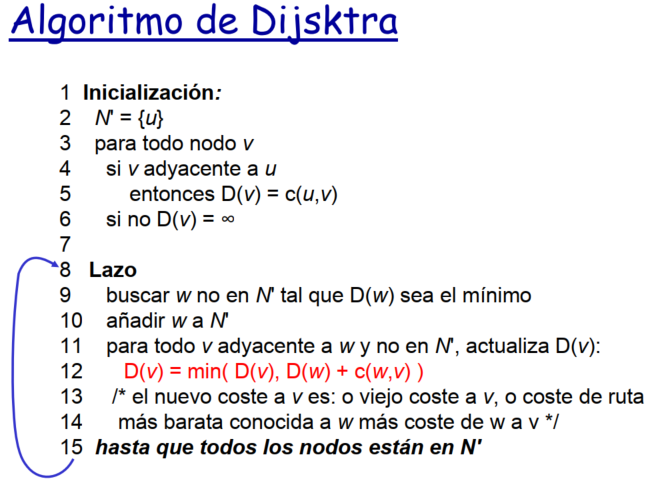 Algoritmo de Dijsktra
1 Inicialización:
2 N' = {u}
3 para todo nodo v
4 si v adyacente a u
5 entonces D(v) = c(u,v)
6 si no D(v) = ∞
7
8 Lazo
9 buscar w no en N' tal que D(w) sea el mínimo
10 añadir w a N'
11 para todo v adyacente a w y no en N', actualiza D(v):
12 D(v) = min( D(v), D(w) + c(w,v) )
13 /* el nuevo coste a v es: o viejo coste a v, o coste de ruta
14 más barata conocida a w más coste de w a v */
15 hasta que todos los nodos están en N'